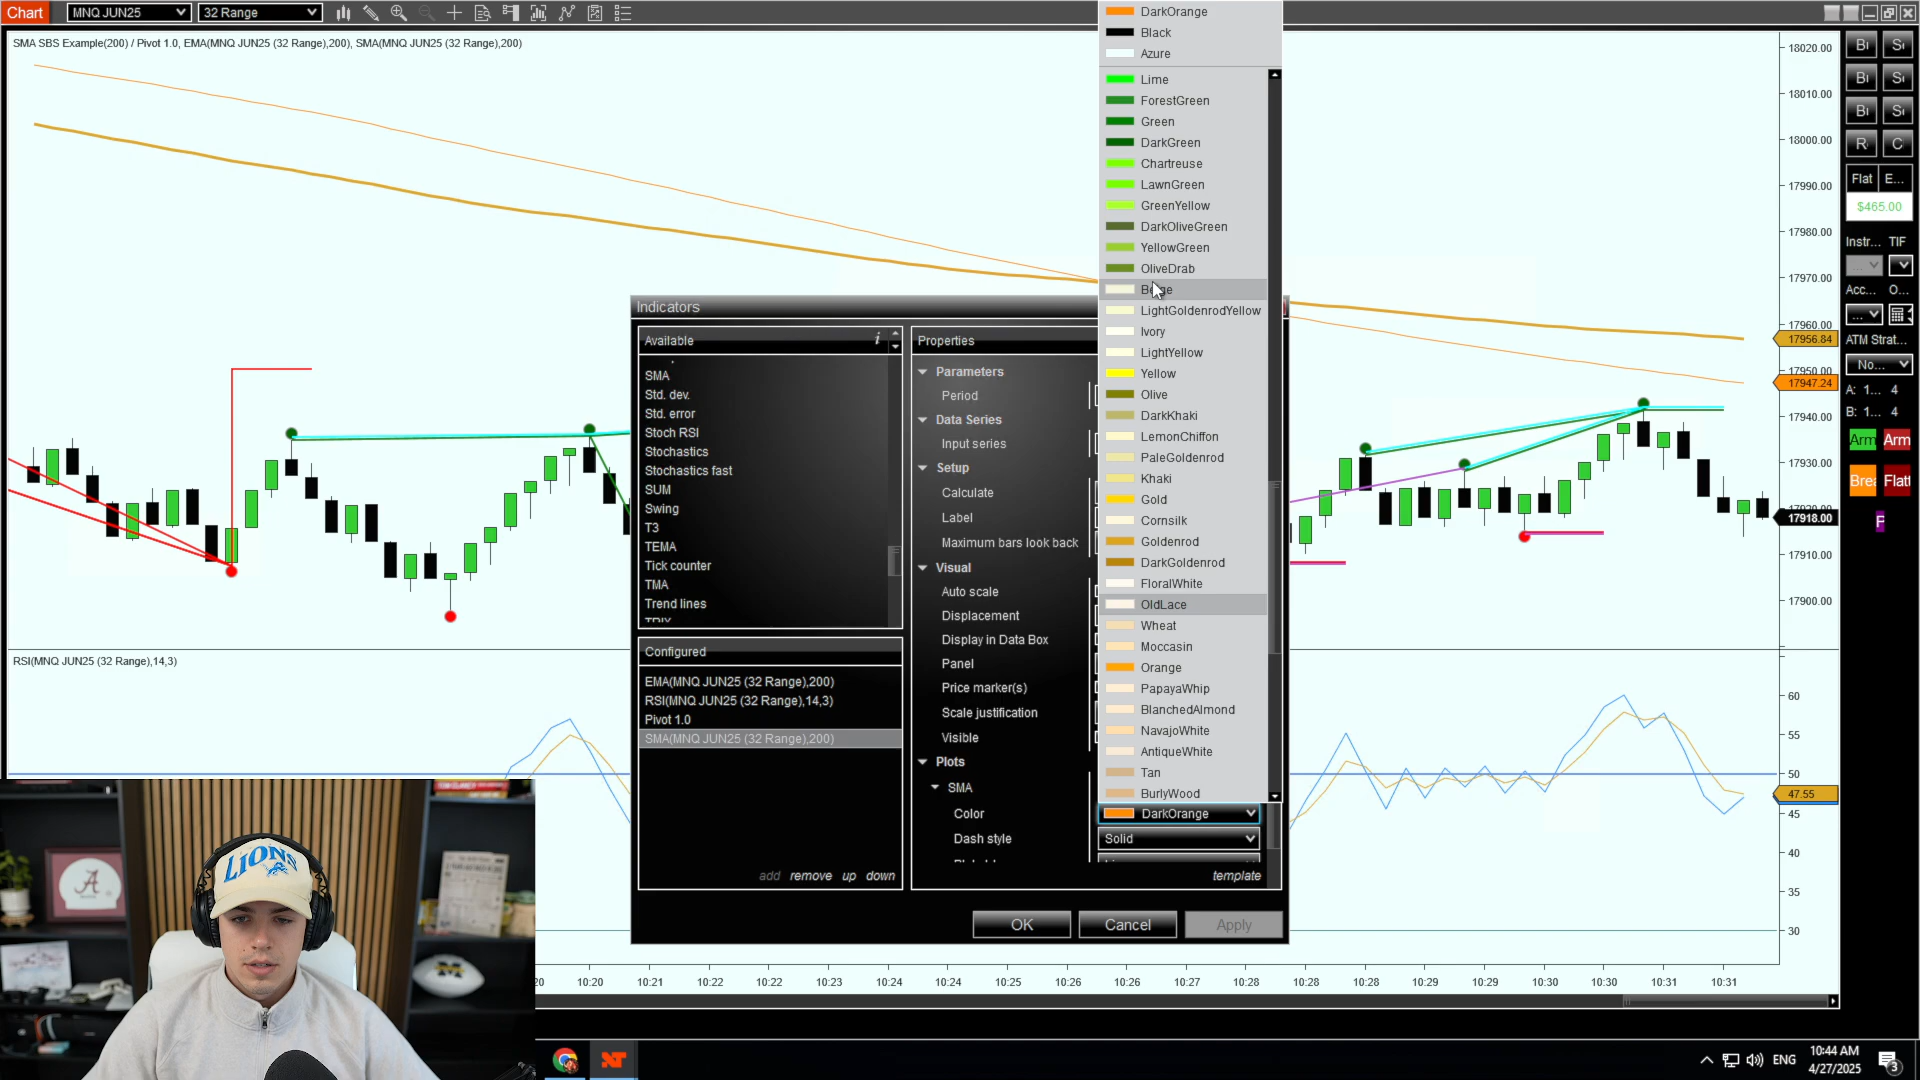 Chart
MNQ JUN25
32 Range
SMA SBS Example(200) / Pivot 1.0, EMA(MNQ JUN25 (32 Range),200), SMA(MNQ JUN25 (32 Range),200)
DarkOrange
Black
Azure
Lime
ForestGreen
Green
DarkGreen
Chartreuse
LawnGreen
GreenYellow
DarkOliveGreen
YellowGreen
OliveDrab
LightGoldenrodYellow
Ivory
LightYellow
Yellow
Olive
DarkKhaki
LemonChiffon
PaleGoldenrod
Khaki
Gold
Cornsilk
Goldenrod
DarkGoldenrod
FloralWhite
OldLace
Wheat
Moccasin
Orange
PapayaWhip
BlanchedAlmond
NavajoWhite
AntiqueWhite
Tan
BurlyWood
DarkOrange
Solid
Indicators
Available
i
SMA
Std. dev.
Std. error
Stoch RSI
Stochastics
Stochastics fast
SUM
Swing
T3
TEMA
Tick counter
TMA
Trend lines
Configured
EMA(MNQ JUN25 (32 Range),200)
RSI(MNQ JUN25 (32 Range),14,3)
Pivot 1.0
SMA(MNQ JUN25 (32 Range),200)
add remove up down
Properties
Parameters
Period
Data Series
Input series
Setup
Calculate
Label
Maximum bars look back
Visual
Auto scale
Displacement
Display in Data Box
Panel
Price marker(s)
Scale justification
Visible
Plots
SMA
Color
Dash style
template
OK
Cancel
Apply
RSI(MNQ JUN25 (32 Range),14,3)
18020.00
18010.00
18000.00
17990.00
17980.00
17970.00
17960.00
17956.84
17950.00
17947.24
17940.00
17930.00
17918.00
17910.00
17900.00
60
55
50
47.55
45
40
35
30
20 10:20 10:21 10:22 10:22 10:23 10:24 10:24 10:25 10:26 10:26 10:27 10:28 10:28 10:28 10:29 10:29 10:30 10:30 10:31 10:31
R
C
Flat
E...
$465.00
Instr... TIF
Acc... O...
ATM Strat...
No...
A: 1... 4
B: 1... 4
Arm
Arm
Brea
Flatt
LIONS
A
M
ENG
10:44 AM
4/27/2025
3